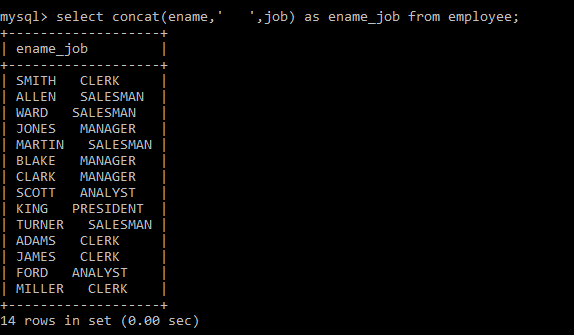 mysql> select concat(ename,'   ',job) as ename_job from employee;
+-------------------+
| ename_job         |
+-------------------+
| SMITH   CLERK     |
| ALLEN   SALESMAN  |
| WARD   SALESMAN   |
| JONES   MANAGER   |
| MARTIN   SALESMAN |
| BLAKE   MANAGER   |
| CLARK   MANAGER   |
| SCOTT   ANALYST   |
| KING   PRESIDENT  |
| TURNER   SALESMAN |
| ADAMS   CLERK     |
| JAMES   CLERK     |
| FORD   ANALYST    |
| MILLER   CLERK    |
+-------------------+
14 rows in set (0.00 sec)